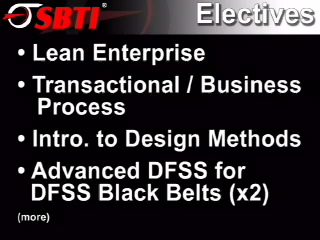 SBTI® Electives
• Lean Enterprise
• Transactional / Business
Process
• Intro. to Design Methods
• Advanced DFSS for
DFSS Black Belts (x2)
(more)